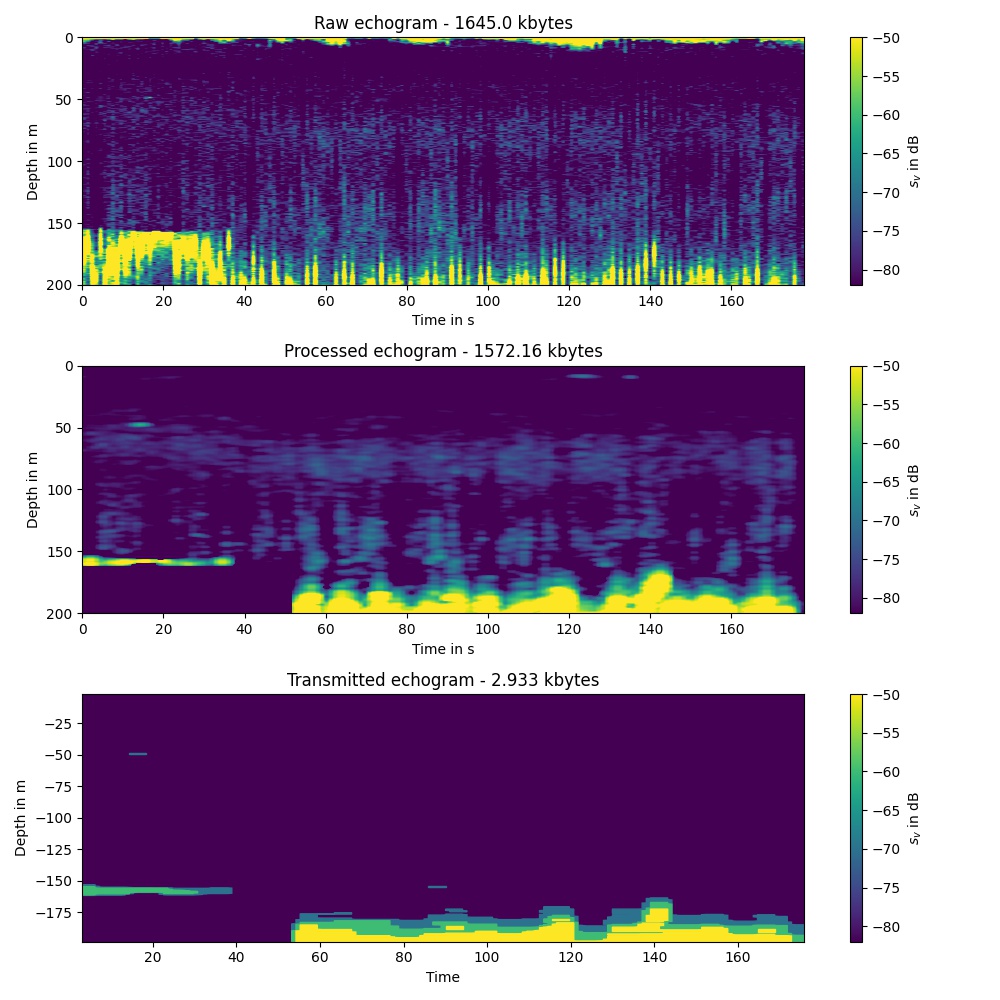 Raw echogram - 1645.0 kbytes
0
50
100
150
200
Depth in m
0 20 40 60 80 100 120 140 160
Time in s
−50
−55
−60
−65
−70
−75
−80
sv in dB
Processed echogram - 1572.16 kbytes
0
50
100
150
200
Depth in m
0 20 40 60 80 100 120 140 160
Time in s
−50
−55
−60
−65
−70
−75
−80
sv in dB
Transmitted echogram - 2.933 kbytes
−25
−50
−75
−100
−125
−150
−175
Depth in m
20 40 60 80 100 120 140 160
Time
−50
−55
−60
−65
−70
−75
−80
sv in dB